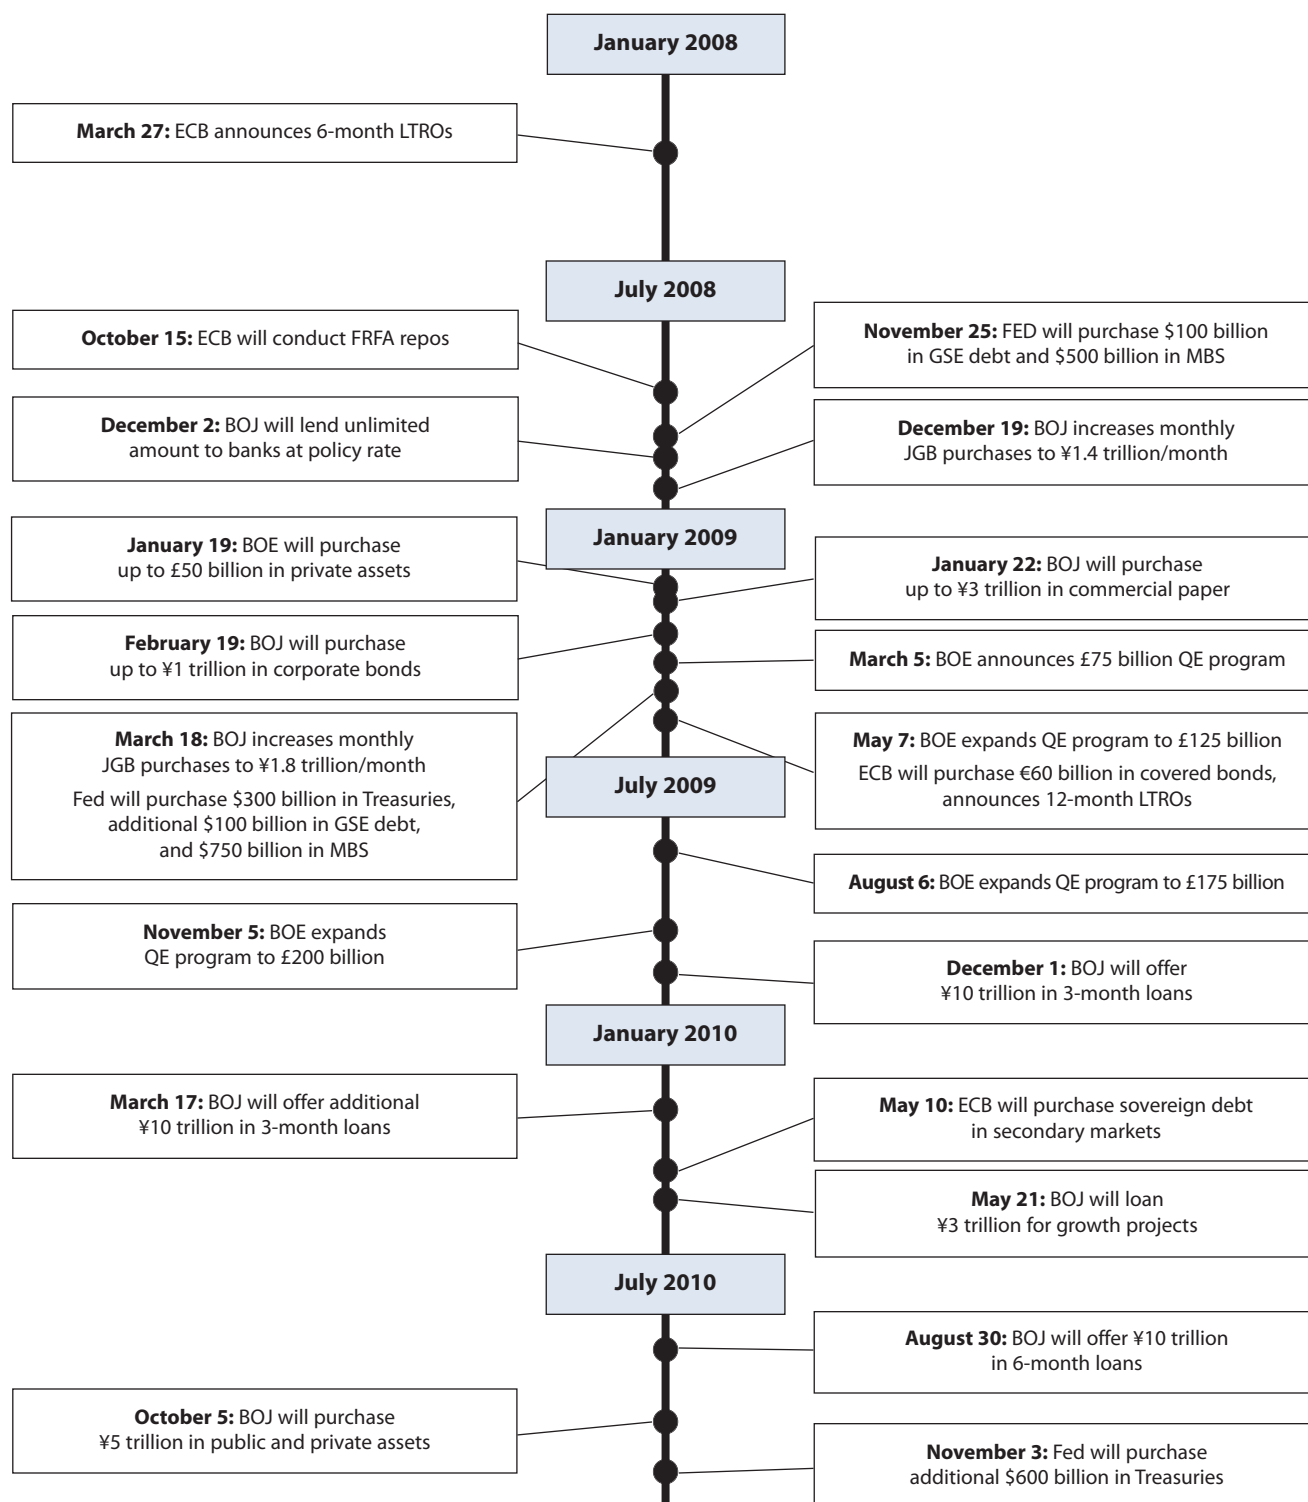 January 2008
March 27: ECB announces 6-month LTROs
July 2008
October 15: ECB will conduct FRFA repos
November 25: FED will purchase $100 billion
in GSE debt and $500 billion in MBS
December 2: BOJ will lend unlimited
amount to banks at policy rate
December 19: BOJ increases monthly
JGB purchases to ¥1.4 trillion/month
January 2009
January 19: BOE will purchase
up to £50 billion in private assets
January 22: BOJ will purchase
up to ¥3 trillion in commercial paper
February 19: BOJ will purchase
up to ¥1 trillion in corporate bonds
March 5: BOE announces £75 billion QE program
March 18: BOJ increases monthly
JGB purchases to ¥1.8 trillion/month
Fed will purchase $300 billion in Treasuries,
additional $100 billion in GSE debt,
and $750 billion in MBS
May 7: BOE expands QE program to £125 billion
ECB will purchase €60 billion in covered bonds,
announces 12-month LTROs
July 2009
August 6: BOE expands QE program to £175 billion
November 5: BOE expands
QE program to £200 billion
December 1: BOJ will offer
¥10 trillion in 3-month loans
January 2010
March 17: BOJ will offer additional
¥10 trillion in 3-month loans
May 10: ECB will purchase sovereign debt
in secondary markets
May 21: BOJ will loan
¥3 trillion for growth projects
July 2010
August 30: BOJ will offer ¥10 trillion
in 6-month loans
October 5: BOJ will purchase
¥5 trillion in public and private assets
November 3: Fed will purchase
additional $600 billion in Treasuries